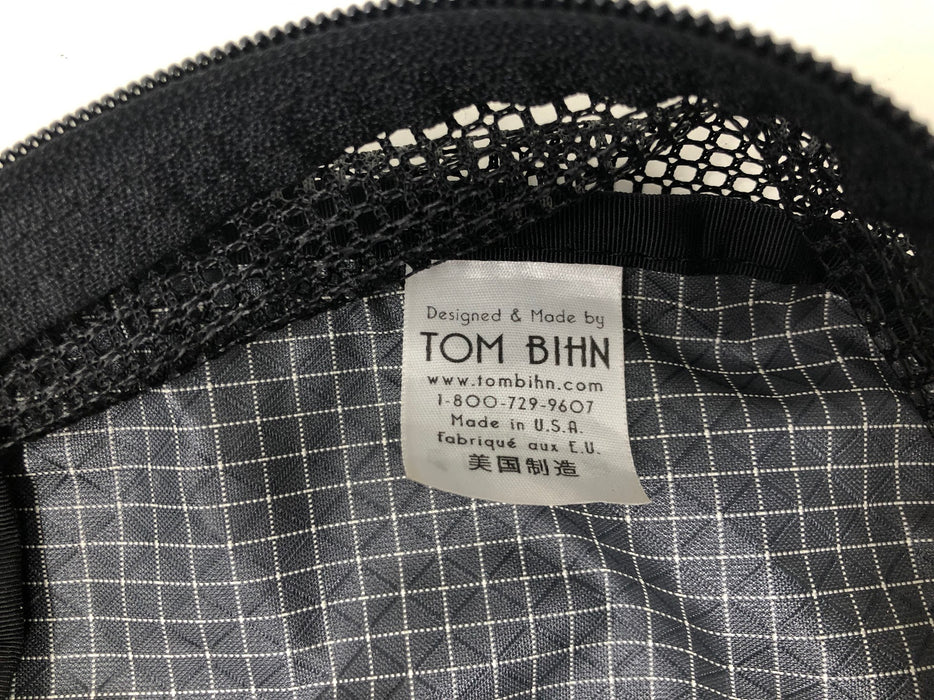 Designed & Made by
TOM BIHN
www.tombihn.com
1-800-729-9607
Made in U.S.A.
Fabriqué aux E.U.
美国制造